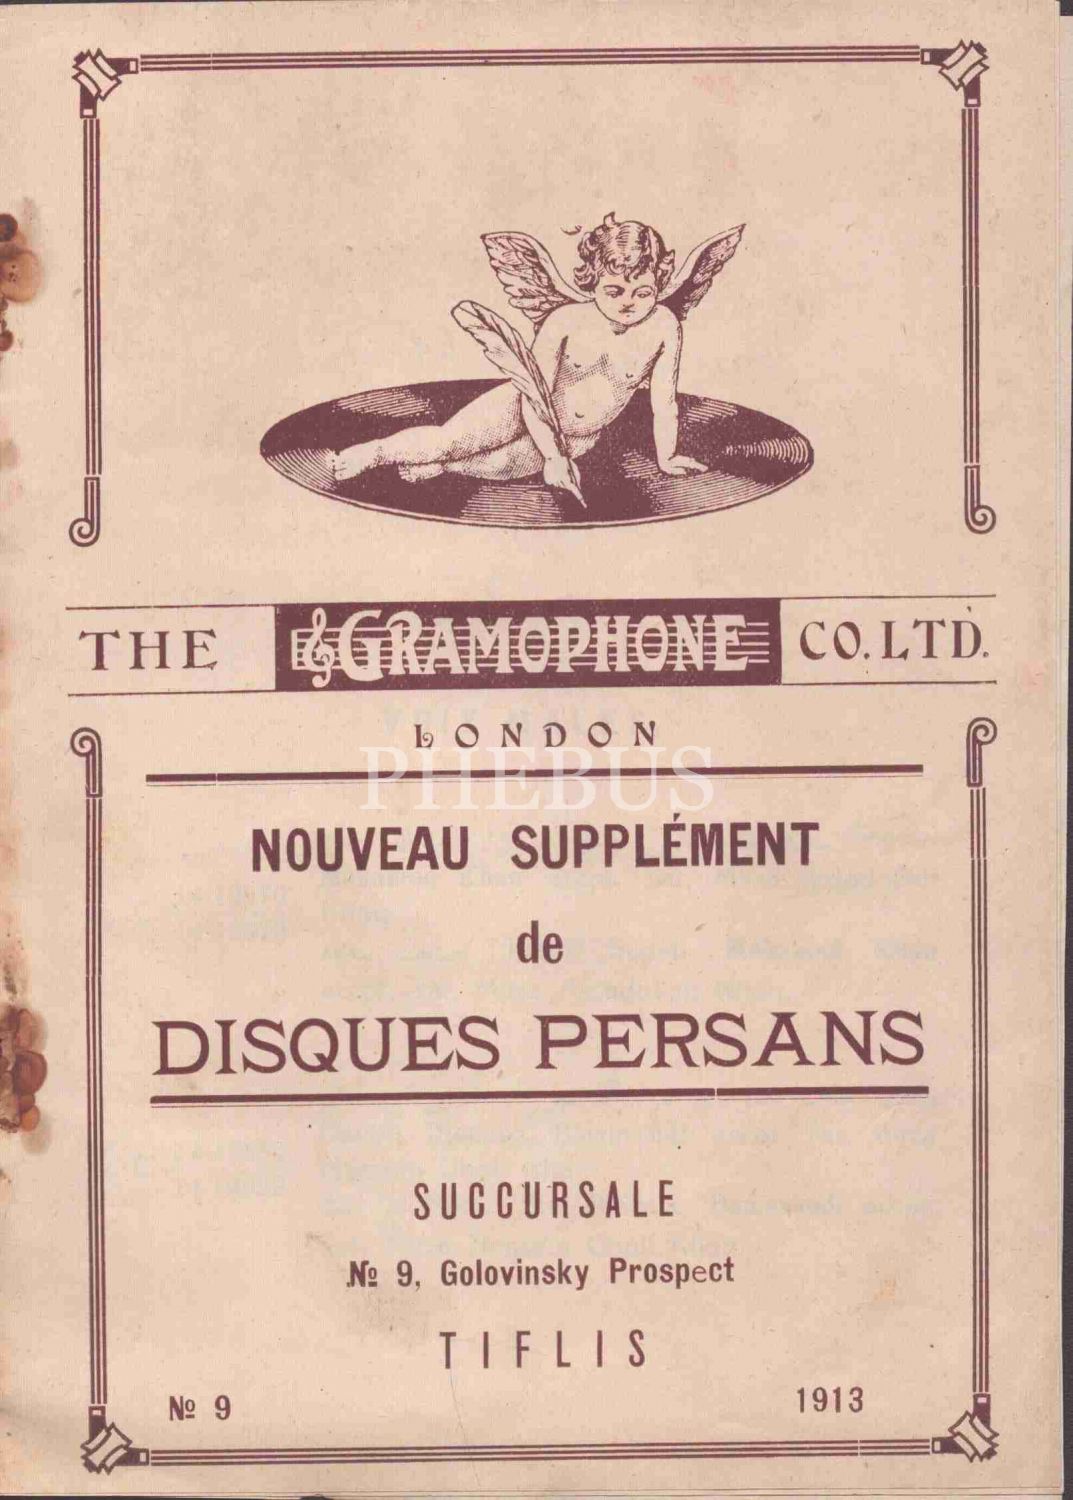 THE GRAMOPHONE CO. LTD.
LONDON
PHEBUS
NOUVEAU SUPPLÉMENT
de
DISQUES PERSANS
SUCCURSALE
№ 9, Golovinsky Prospect
TIFLIS
№ 9 1913